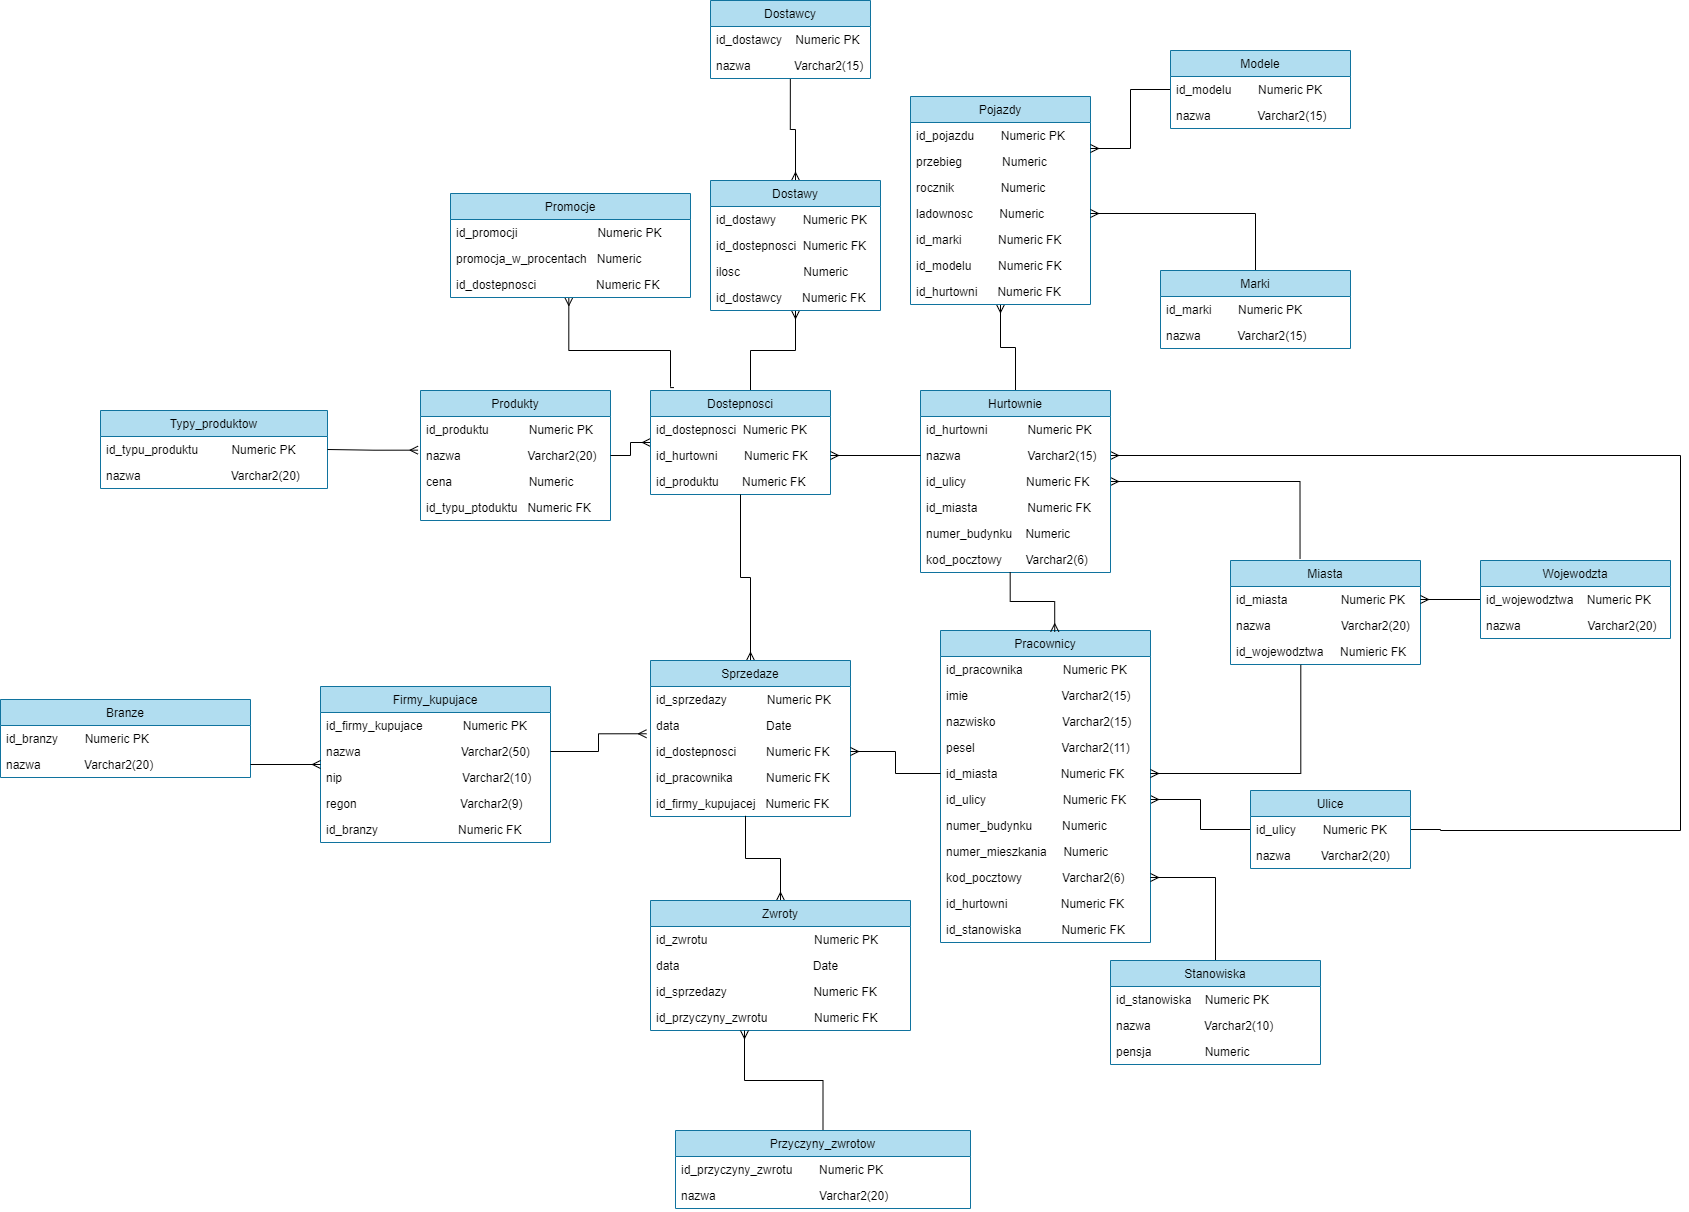 Dostawcy
id_dostawcy Numeric PK
nazwa Varchar2(15)
Modele
id_modelu Numeric PK
nazwa Varchar2(15)
Pojazdy
id_pojazdu Numeric PK
przebieg Numeric
rocznik Numeric
ladownosc Numeric
id_marki Numeric FK
id_modelu Numeric FK
id_hurtowni Numeric FK
Dostawy
id_dostawy Numeric PK
id_dostepnosci Numeric FK
ilosc Numeric
id_dostawcy Numeric FK
Promocje
id_promocji Numeric PK
promocja_w_procentach Numeric
id_dostepnosci Numeric FK
Marki
id_marki Numeric PK
nazwa Varchar2(15)
Typy_produktow
id_typu_produktu Numeric PK
nazwa Varchar2(20)
Produkty
id_produktu Numeric PK
nazwa Varchar2(20)
cena Numeric
id_typu_ptoduktu Numeric FK
Dostepnosci
id_dostepnosci Numeric PK
id_hurtowni Numeric FK
id_produktu Numeric FK
Hurtownie
id_hurtowni Numeric PK
nazwa Varchar2(15)
id_ulicy Numeric FK
id_miasta Numeric FK
numer_budynku Numeric
kod_pocztowy Varchar2(6)
Miasta
id_miasta Numeric PK
nazwa Varchar2(20)
id_wojewodztwa Numieric FK
Wojewodzta
id_wojewodztwa Numeric PK
nazwa Varchar2(20)
Pracownicy
id_pracownika Numeric PK
imie Varchar2(15)
nazwisko Varchar2(15)
pesel Varchar2(11)
id_miasta Numeric FK
id_ulicy Numeric FK
numer_budynku Numeric
numer_mieszkania Numeric
kod_pocztowy Varchar2(6)
id_hurtowni Numeric FK
id_stanowiska Numeric FK
Sprzedaze
id_sprzedazy Numeric PK
data Date
id_dostepnosci Numeric FK
id_pracownika Numeric FK
id_firmy_kupujacej Numeric FK
Firmy_kupujace
id_firmy_kupujace Numeric PK
nazwa Varchar2(50)
nip Varchar2(10)
regon Varchar2(9)
id_branzy Numeric FK
Branze
id_branzy Numeric PK
nazwa Varchar2(20)
Ulice
id_ulicy Numeric PK
nazwa Varchar2(20)
Zwroty
id_zwrotu Numeric PK
data Date
id_sprzedazy Numeric FK
id_przyczyny_zwrotu Numeric FK
Stanowiska
id_stanowiska Numeric PK
nazwa Varchar2(10)
pensja Numeric
Przyczyny_zwrotow
id_przyczyny_zwrotu Numeric PK
nazwa Varchar2(20)